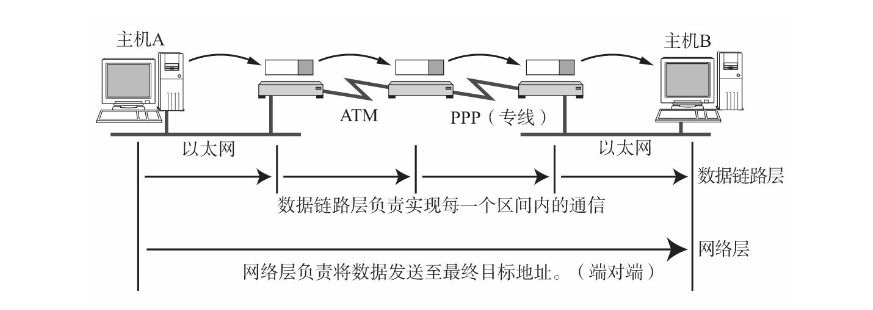 主机A
主机B
ATM
PPP（专线）
以太网
以太网
数据链路层
数据链路层负责实现每一个区间内的通信
网络层
网络层负责将数据发送至最终目标地址。（端对端）